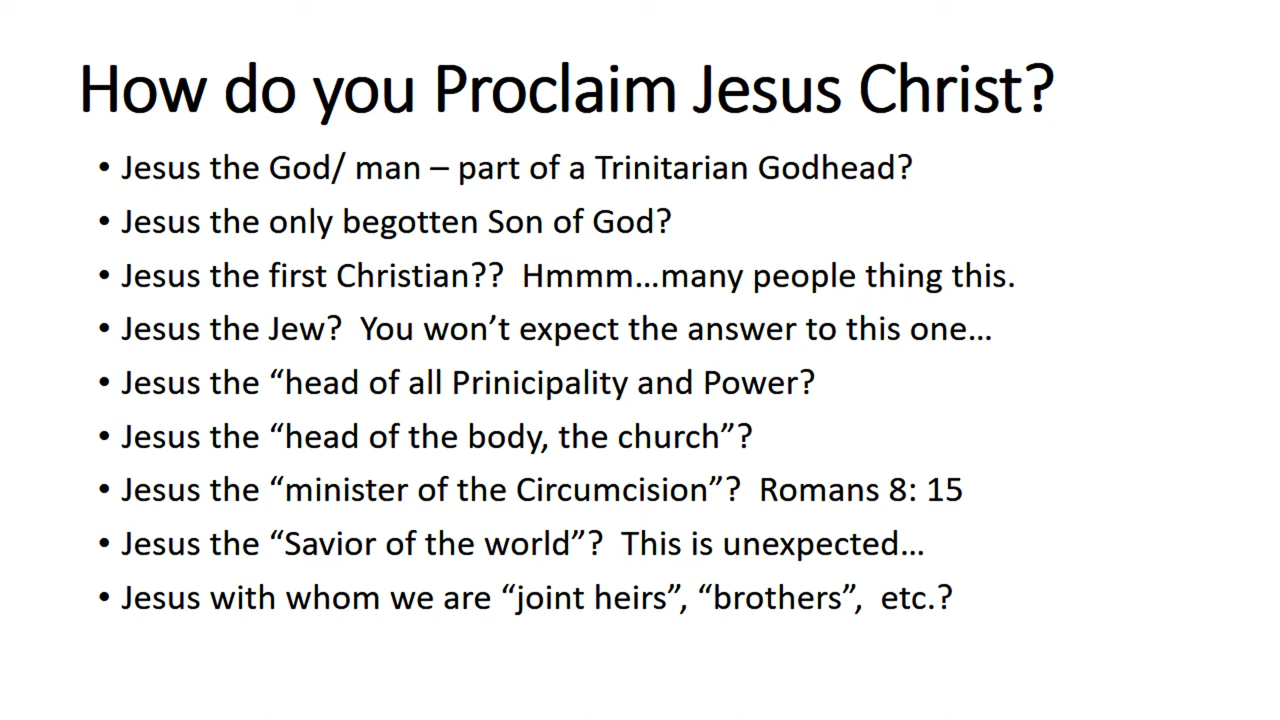 How do you Proclaim Jesus Christ?
• Jesus the God/ man – part of a Trinitarian Godhead?
• Jesus the only begotten Son of God?
• Jesus the first Christian??  Hmmm…many people thing this.
• Jesus the Jew?  You won’t expect the answer to this one…
• Jesus the “head of all Prinicipality and Power?
• Jesus the “head of the body, the church”?
• Jesus the “minister of the Circumcision”?  Romans 8: 15
• Jesus the “Savior of the world”?  This is unexpected…
• Jesus with whom we are “joint heirs”, “brothers”,  etc.?